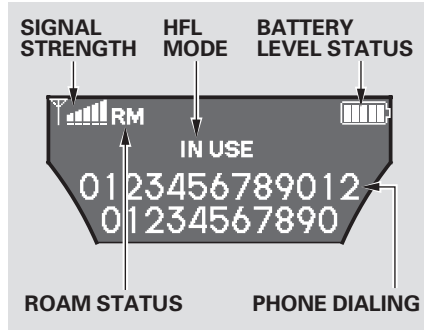 SIGNAL STRENGTH
HFL MODE
BATTERY LEVEL STATUS
RM
IN USE
0123456789012
01234567890
ROAM STATUS
PHONE DIALING